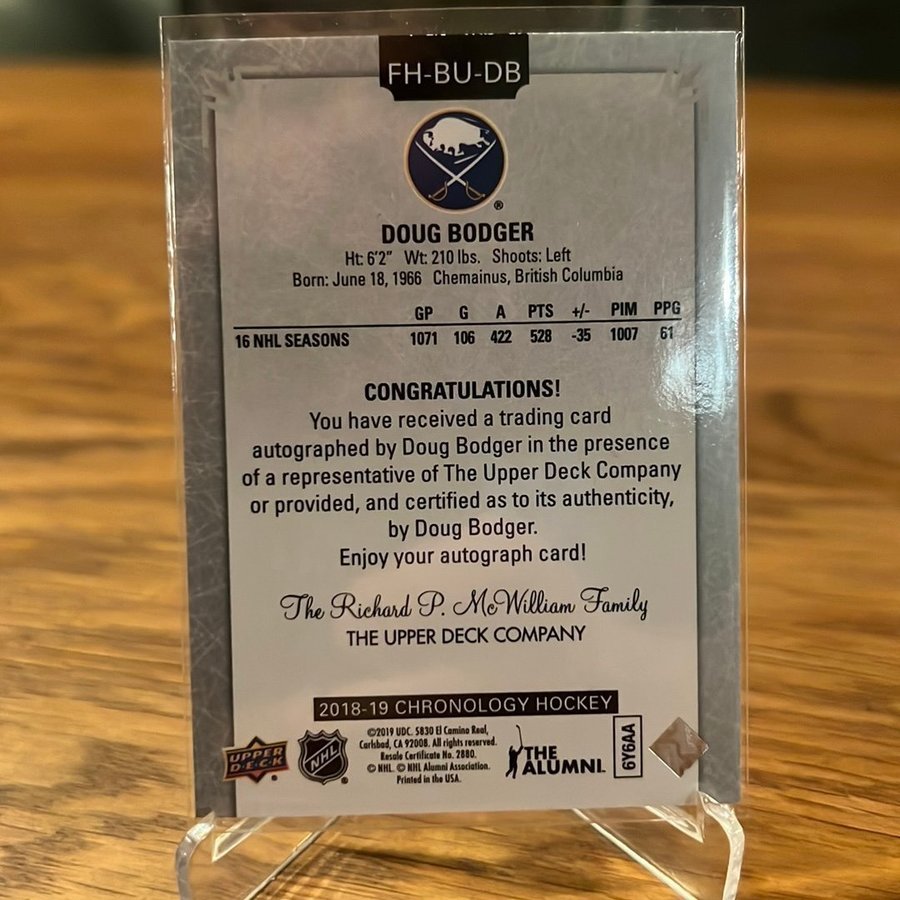 FH-BU-DB
®
DOUG BODGER
Ht: 6'2" Wt: 210 lbs. Shoots: Left
Born: June 18, 1966 Chemainus, British Columbia
GP G A PTS +/- PIM PPG
16 NHL SEASONS 1071 106 422 528 -35 1007 61
CONGRATULATIONS!
You have received a trading card
autographed by Doug Bodger in the presence
of a representative of The Upper Deck Company
or provided, and certified as to its authenticity,
by Doug Bodger.
Enjoy your autograph card!
The Richard P. McWilliam Family
THE UPPER DECK COMPANY
2018-19 CHRONOLOGY HOCKEY
UPPER
DECK
®
NHL
®
©2019 UDC. 5830 El Camino Real,
Carlsbad, CA 92008. All rights reserved.
Resale Certificate No. 2880.
© NHL. © NHL Alumni Association.
Printed in the USA.
THE
ALUMNI.
6Y6AA